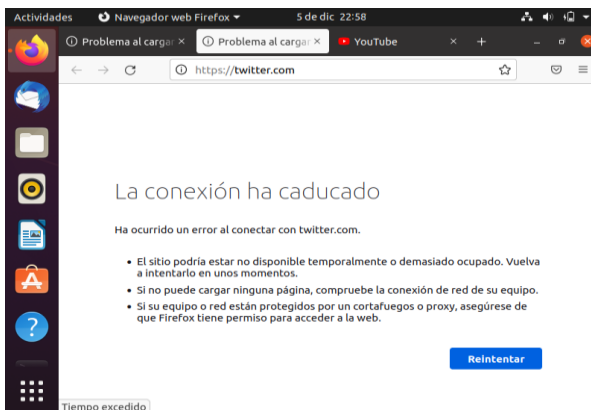 Actividades Navegador web Firefox 5 de dic 22:58
Problema al cargar Problema al cargar YouTube
https://twitter.com
La conexión ha caducado
Ha ocurrido un error al conectar con twitter.com.
El sitio podría estar no disponible temporalmente o demasiado ocupado. Vuelva
a intentarlo en unos momentos.
Si no puede cargar ninguna página, compruebe la conexión de red de su equipo.
Si su equipo o red están protegidos por un cortafuegos o proxy, asegúrese de
que Firefox tiene permiso para acceder a la web.
Reintentar
Tiempo excedido